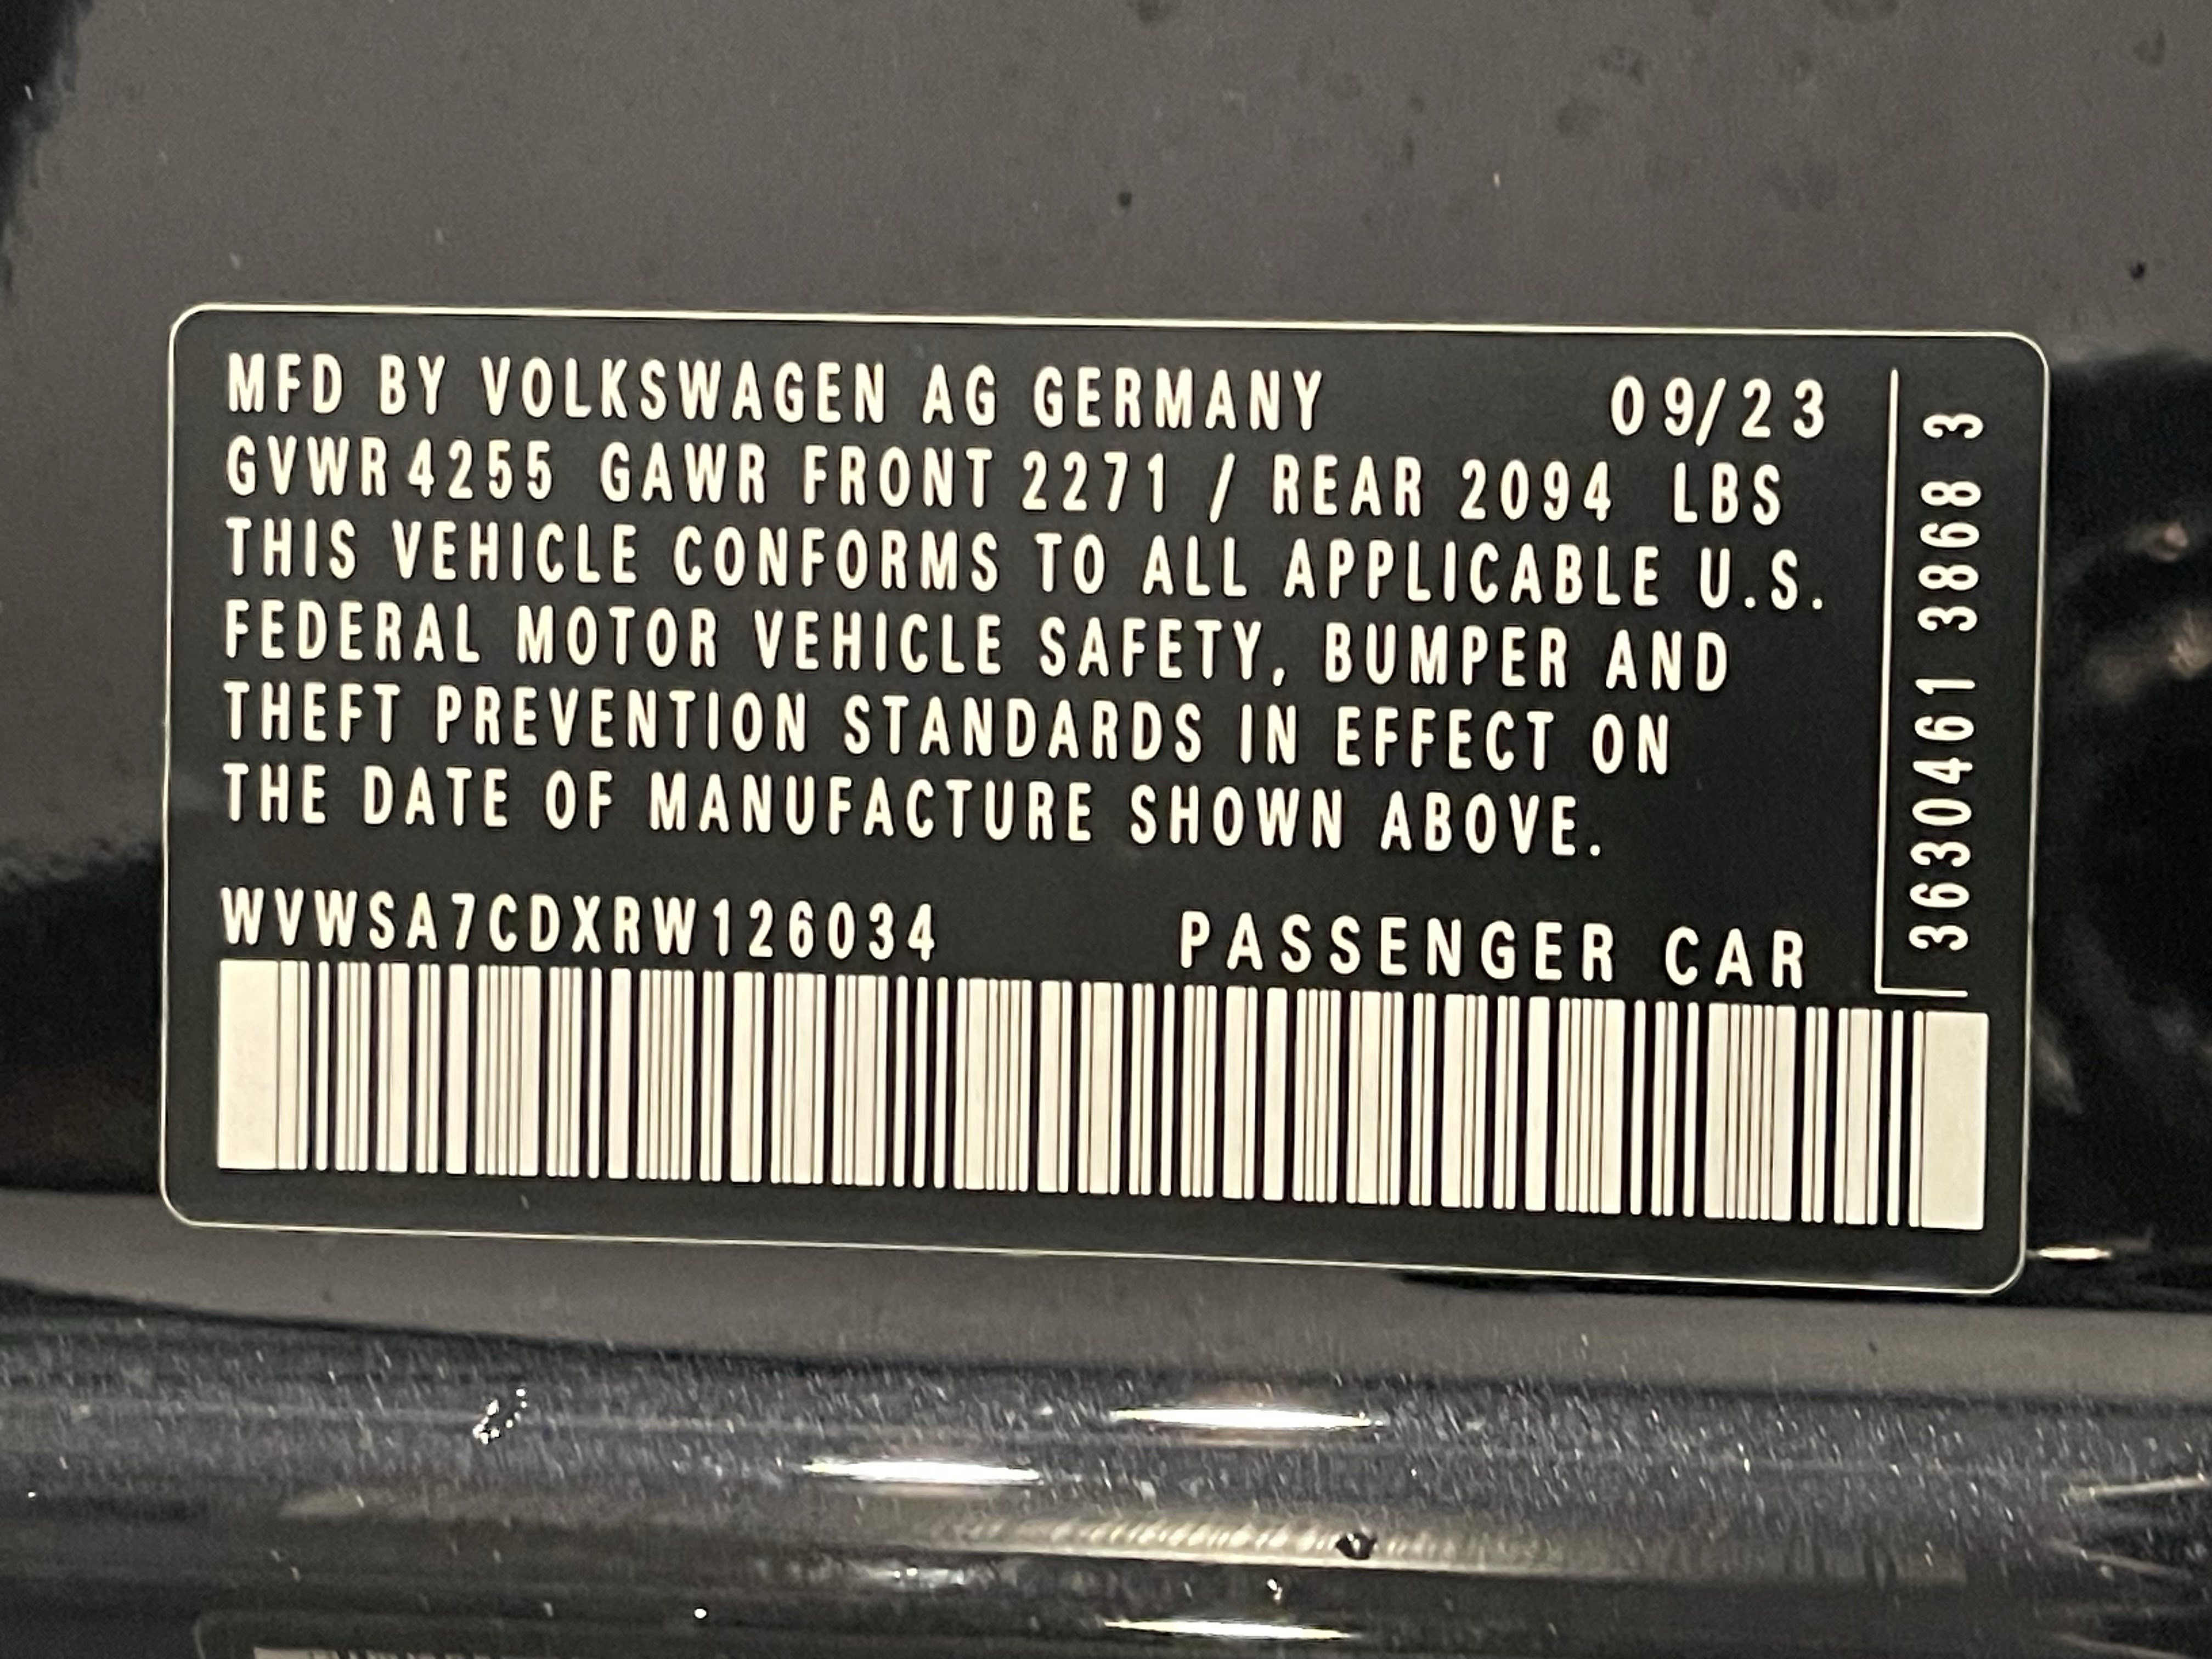 MFD BY VOLKSWAGEN AG GERMANY 09/23
GVWR 4255 GAWR FRONT 2271 / REAR 2094 LBS
THIS VEHICLE CONFORMS TO ALL APPLICABLE U.S.
FEDERAL MOTOR VEHICLE SAFETY, BUMPER AND
THEFT PREVENTION STANDARDS IN EFFECT ON
THE DATE OF MANUFACTURE SHOWN ABOVE.
WVWSA7CDXRW126034 PASSENGER CAR
3630461 3868 3